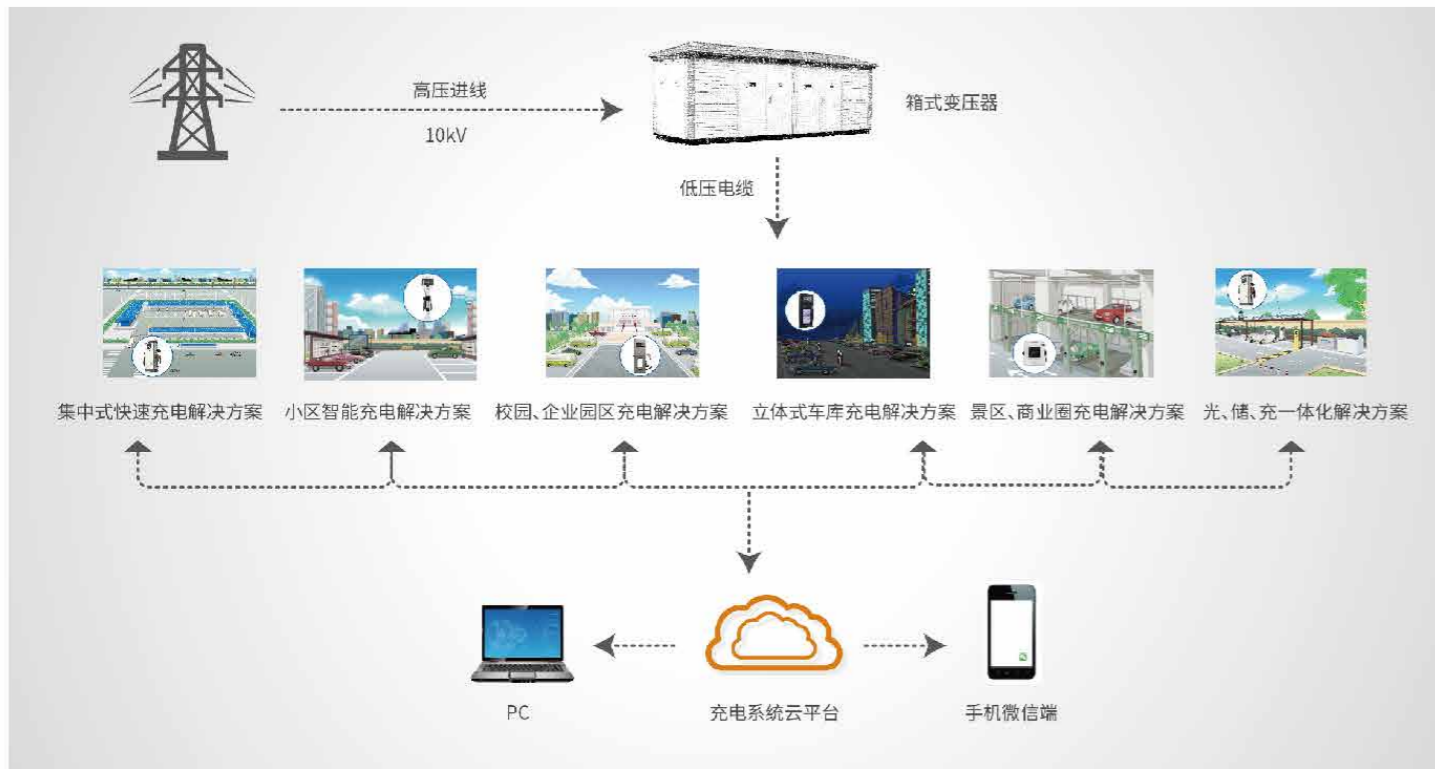 高压进线
10kV
箱式变压器
低压电缆
集中式快速充电解决方案
小区智能充电解决方案
校园、企业园区充电解决方案
立体式车库充电解决方案
景区、商业圈充电解决方案
光、储、充一体化解决方案
PC
充电系统云平台
手机微信端